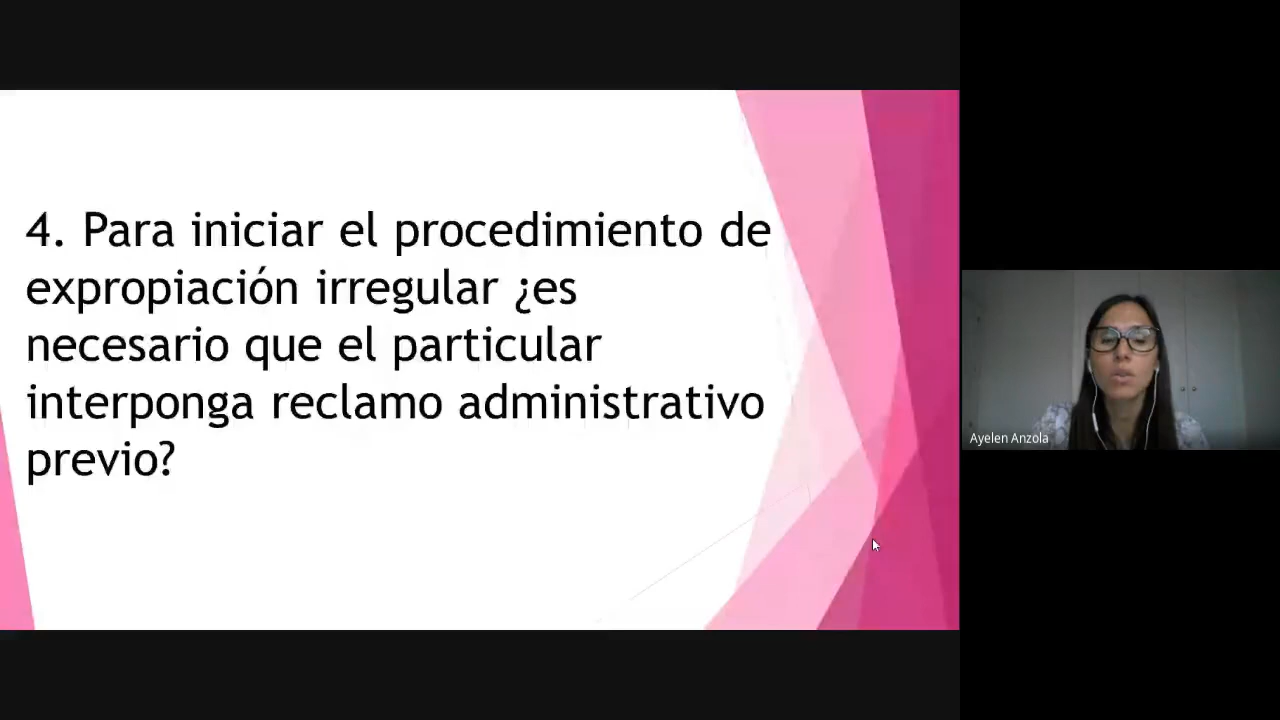 4. Para iniciar el procedimiento de
expropiación irregular ¿es
necesario que el particular
interponga reclamo administrativo
previo?
Ayelen Anzola